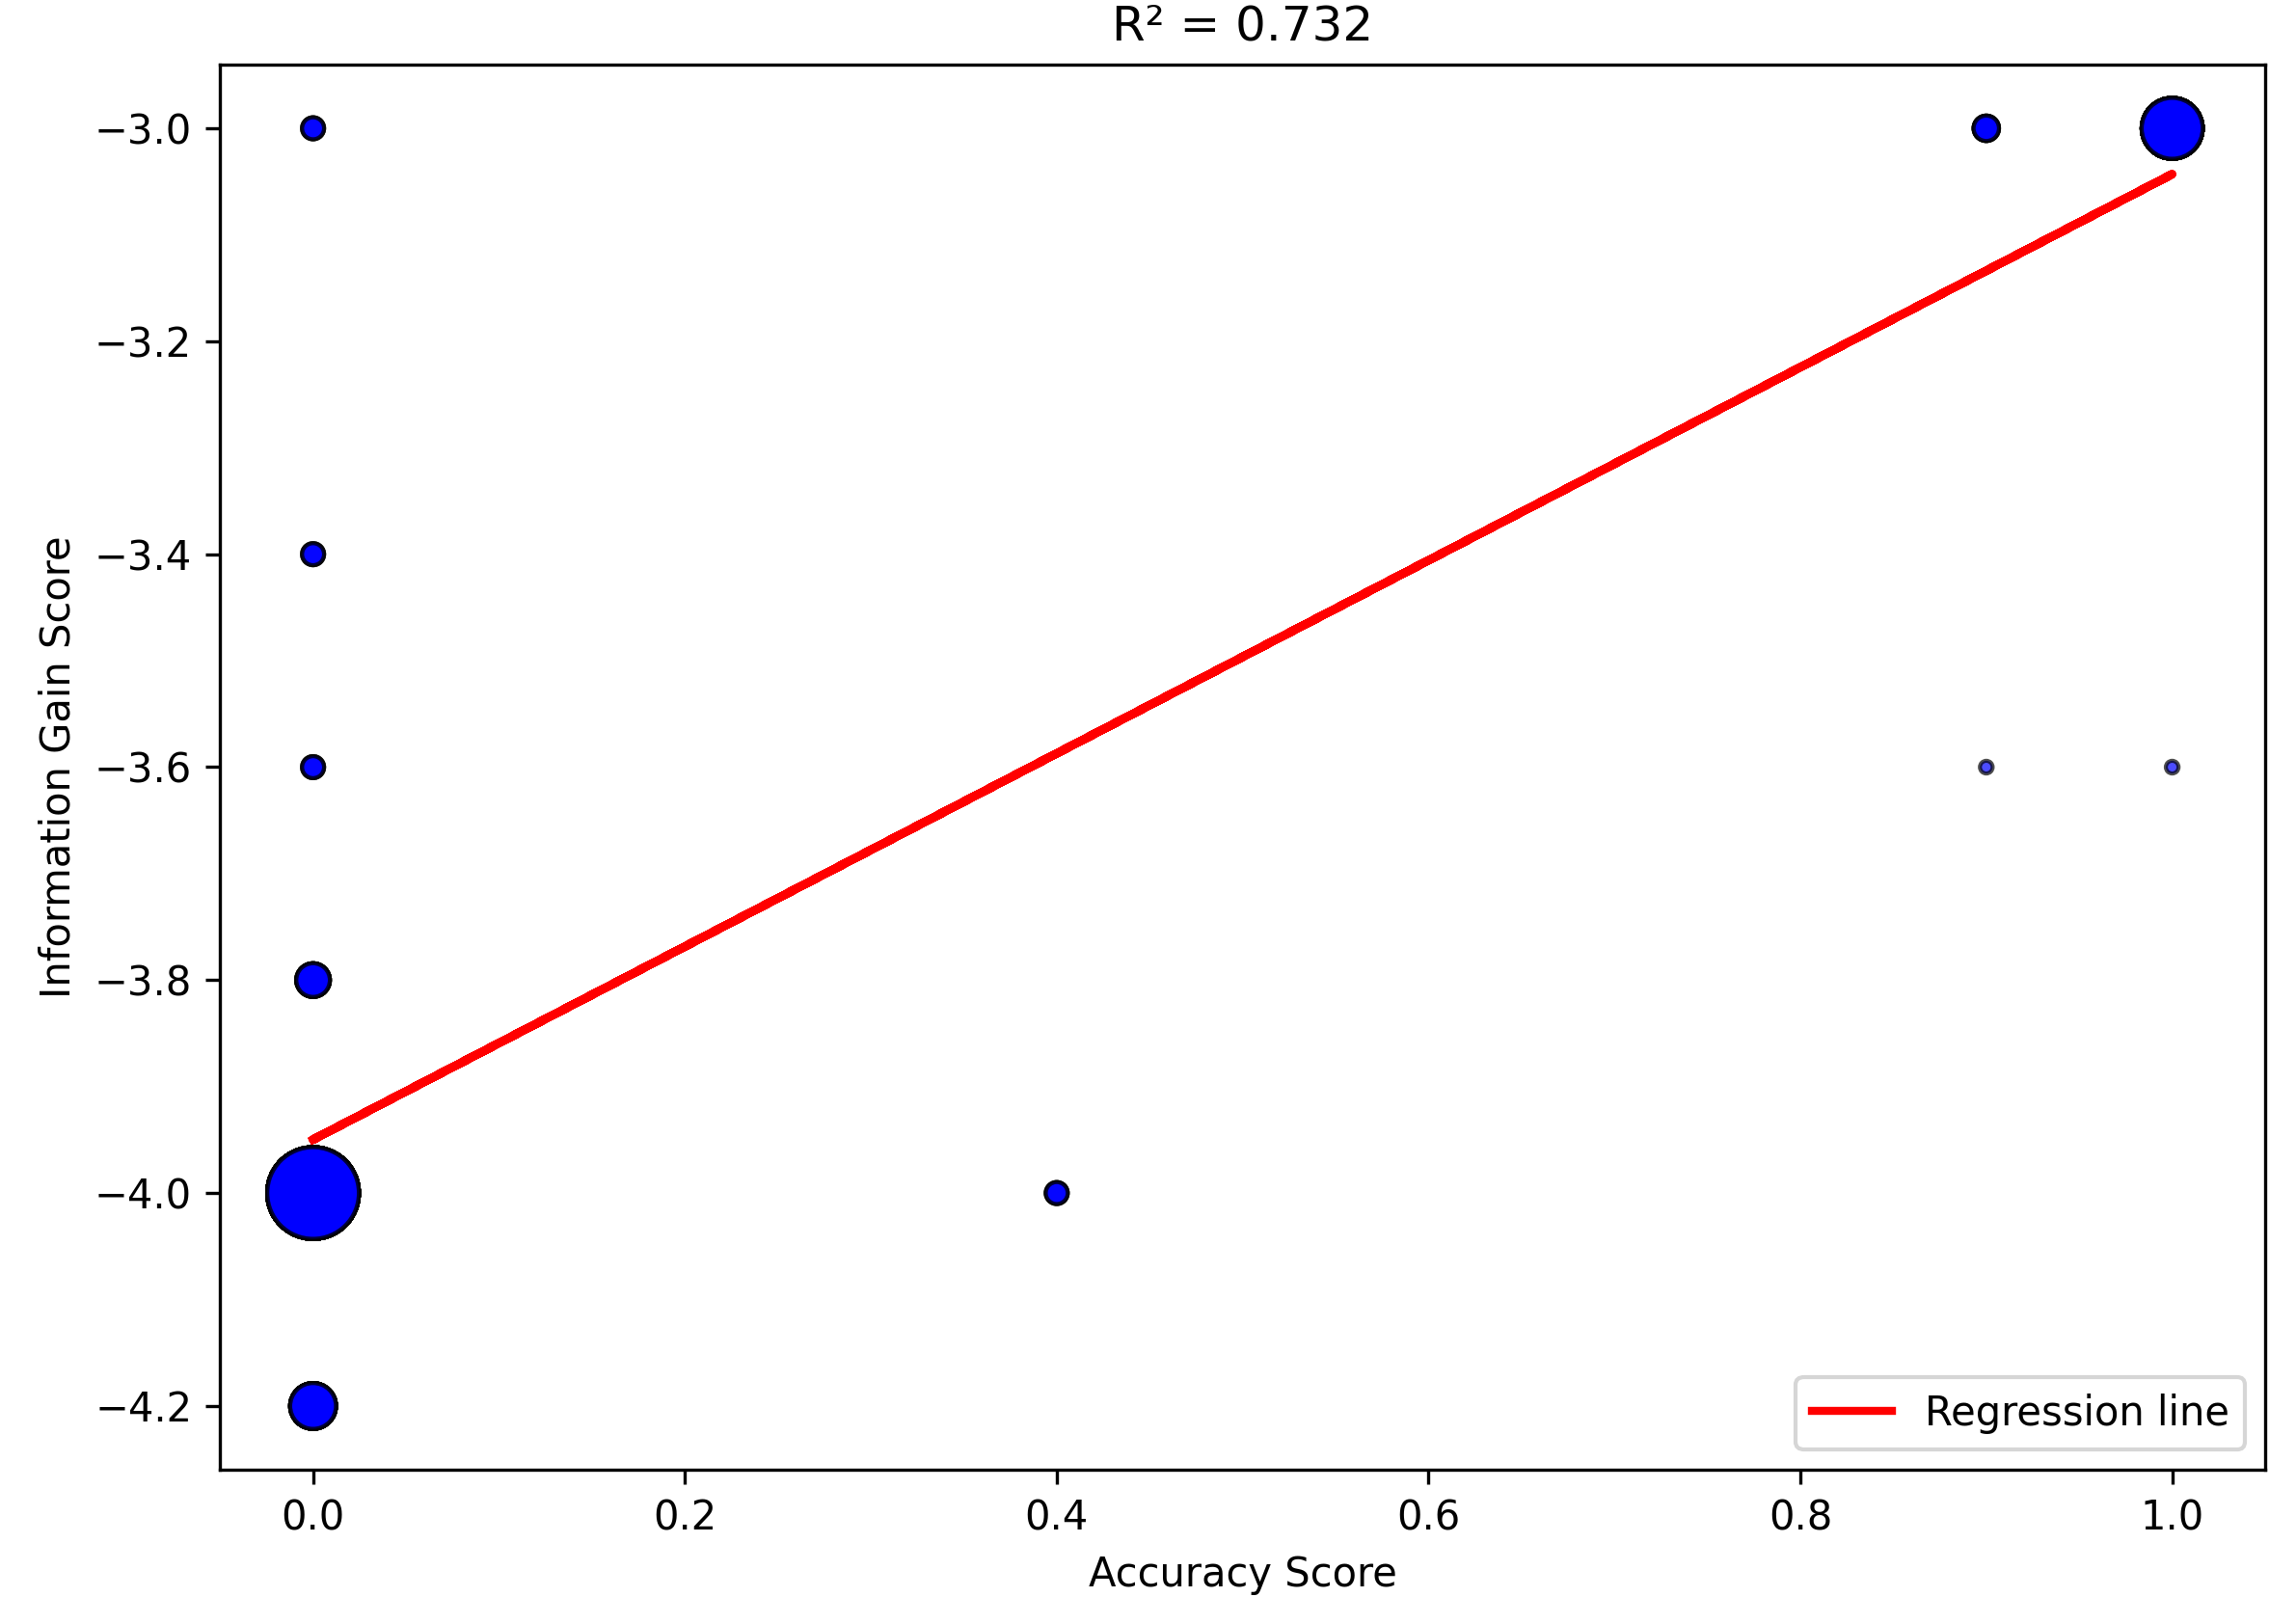 R² = 0.732
Information Gain Score
−3.0
−3.2
−3.4
−3.6
−3.8
−4.0
−4.2
Regression line
0.0 0.2 0.4 0.6 0.8 1.0
Accuracy Score